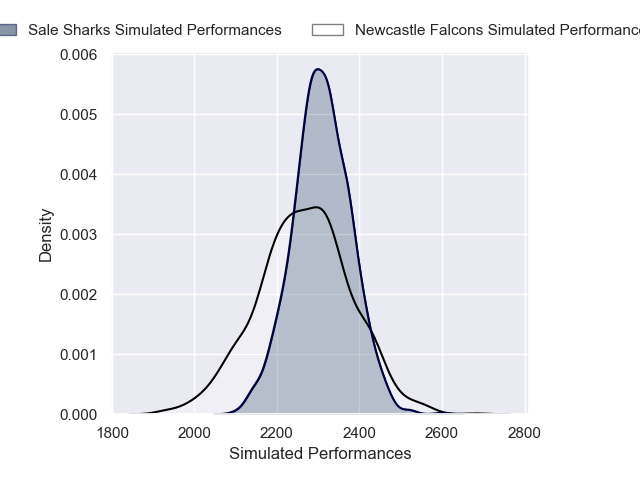 Sale Sharks Simulated Performances
Newcastle Falcons Simulated
0.006
0.005
0.004
0.003
0.002
0.001
0.000
Density
1800 2000 2200 2400 2600 2800
Simulated Performances